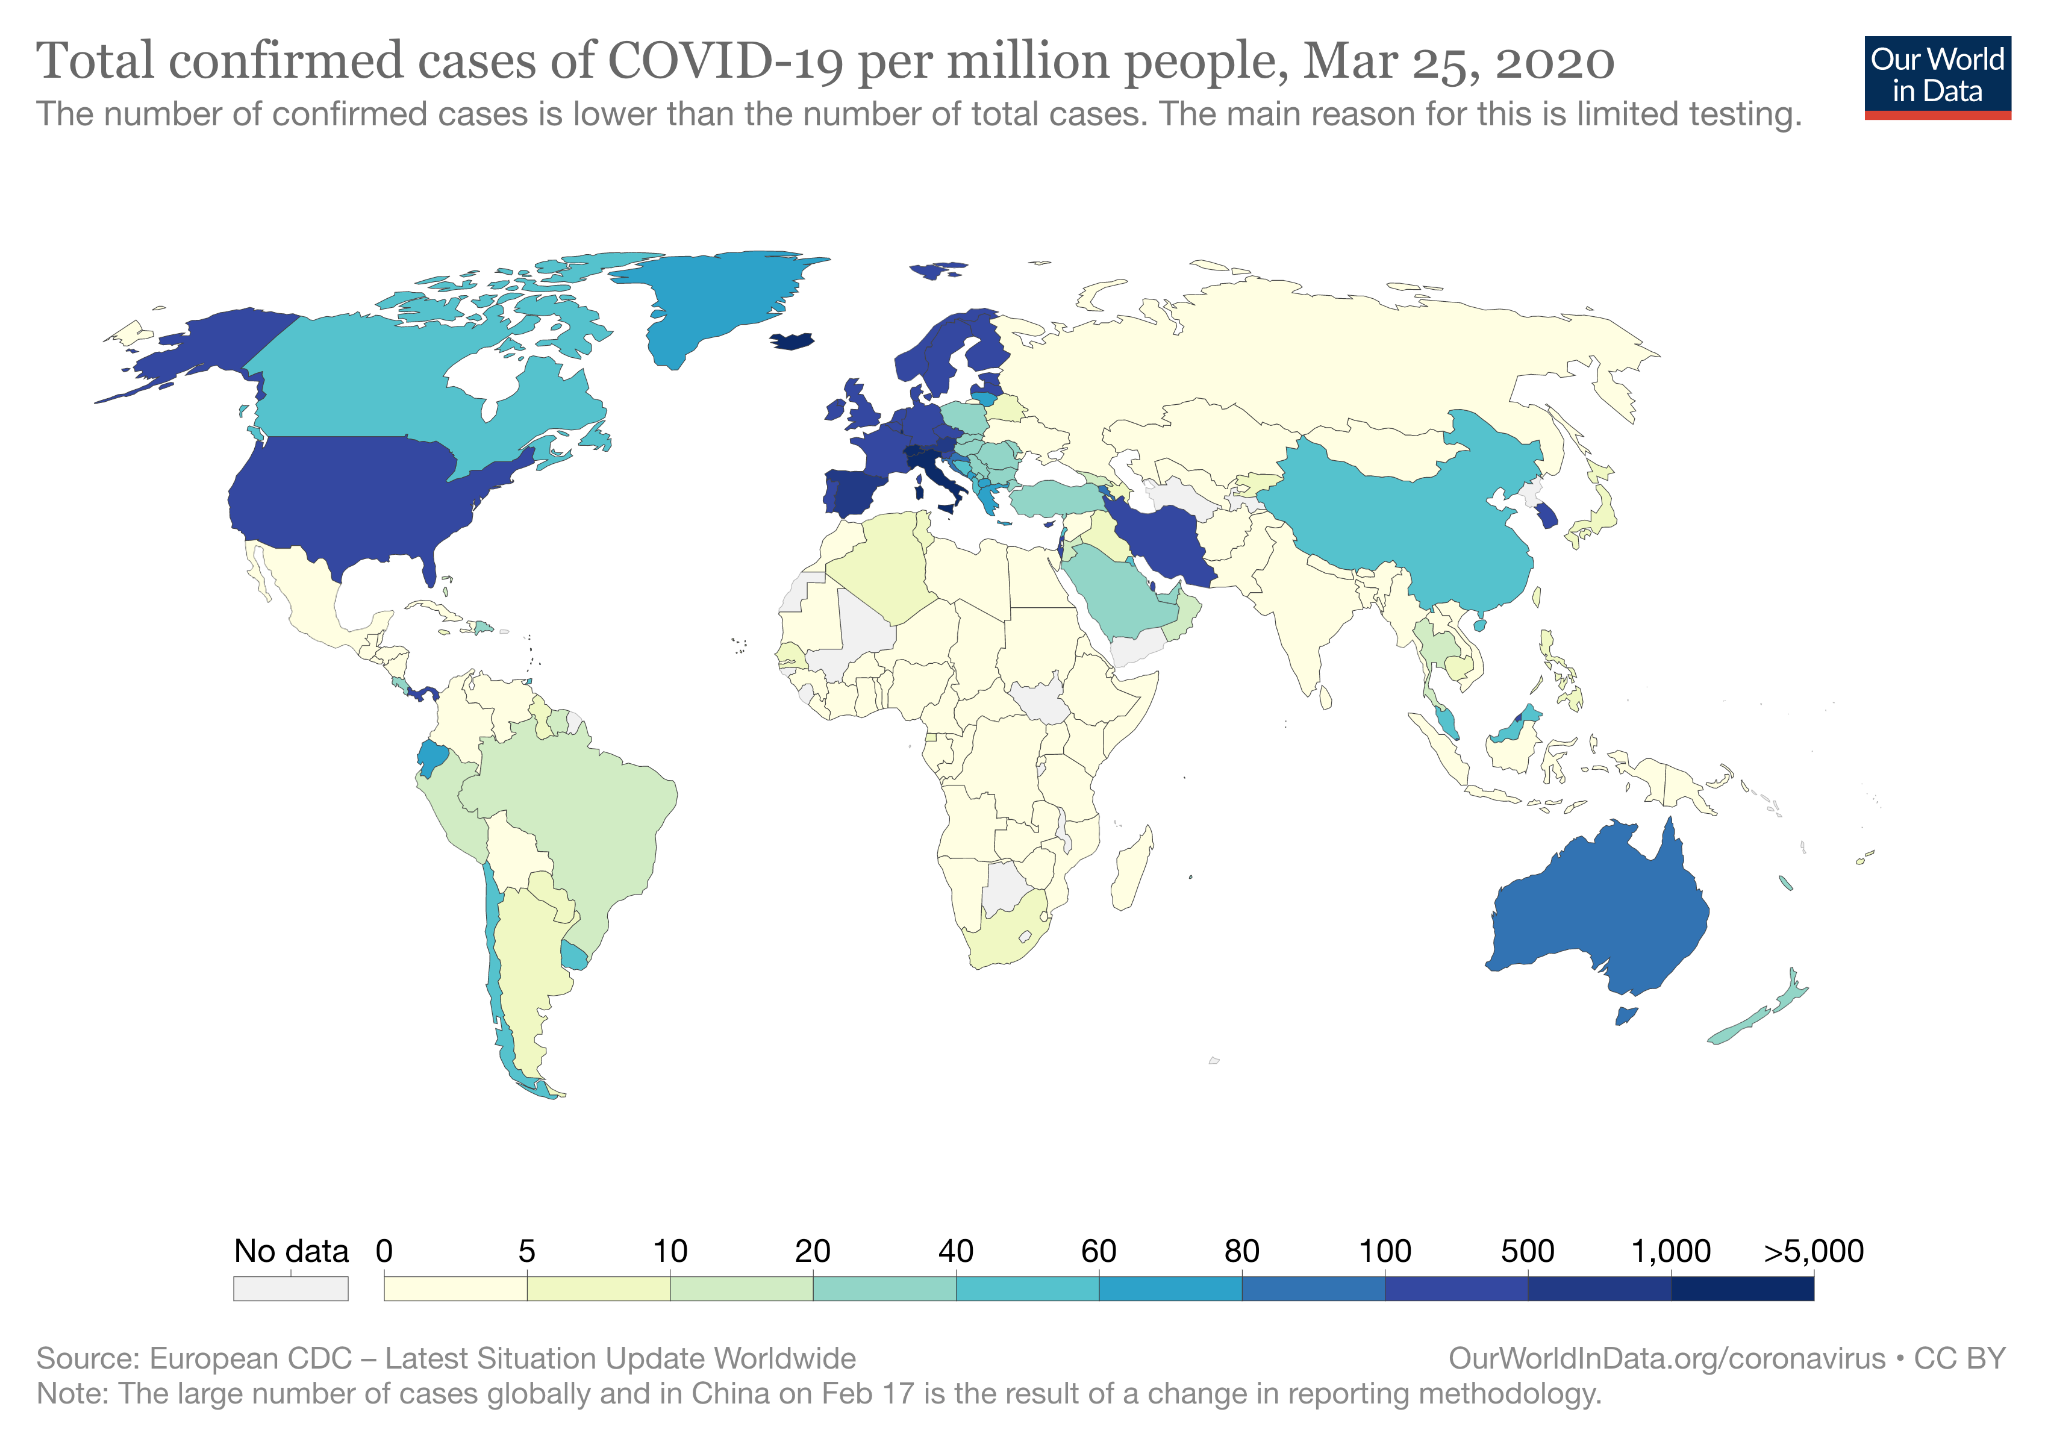 Total confirmed cases of COVID-19 per million people, Mar 25, 2020
The number of confirmed cases is lower than the number of total cases. The main reason for this is limited testing.
Our World
in Data
No data 0 5 10 20 40 60 80 100 500 1,000 >5,000
Source: European CDC – Latest Situation Update Worldwide
OurWorldInData.org/coronavirus • CC BY
Note: The large number of cases globally and in China on Feb 17 is the result of a change in reporting methodology.